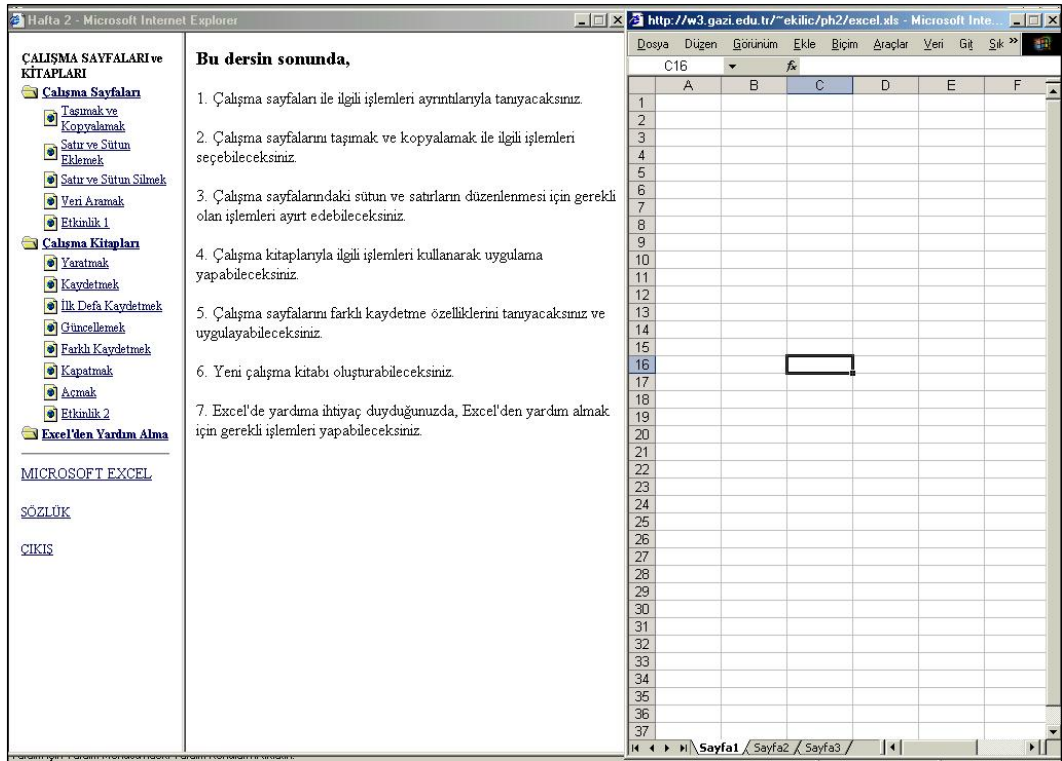 Hafta 2 - Microsoft Internet Explorer
ÇALIŞMA SAYFALARI ve
KİTAPLARI
Çalışma Sayfaları
Taşımak ve
Kopyalamak
Satır ve Sütun
Eklemek
Satır ve Sütun Silmek
Veri Aramak
Etkinlik 1
Çalışma Kitapları
Yaratmak
Kaydetmek
İlk Defa Kaydetmek
Güncellemek
Farklı Kaydetmek
Kapatmak
Açmak
Etkinlik 2
Excel'den Yardım Alma
MICROSOFT EXCEL
SÖZLÜK
ÇIKIŞ
Bu dersin sonunda,
1. Çalışma sayfaları ile ilgili işlemleri ayrıntılarıyla tanıyacaksınız.
2. Çalışma sayfalarını taşımak ve kopyalamak ile ilgili işlemleri
seçebileceksiniz.
3. Çalışma sayfalarındaki sütun ve satırların düzenlenmesi için gerekli
olan işlemleri ayırt edebileceksiniz.
4. Çalışma kitaplarıyla ilgili işlemleri kullanarak uygulama
yapabileceksiniz.
5. Çalışma sayfalarını farklı kaydetme özelliklerini tanıyacaksınız ve
uygulayabileceksiniz.
6. Yeni çalışma kitabı oluşturabileceksiniz.
7. Excel'de yardıma ihtiyaç duyduğunuzda, Excel'den yardım almak
için gerekli işlemleri yapabileceksiniz.
http://w3.gazi.edu.tr/~ekilic/ph2/excel.xls - Microsoft Inte...
Dosya Düzen Görünüm Ekle Biçim Araçlar Veri Git Sık »
C16 fx
A B C D E F
1
2
3
4
5
6
7
8
9
10
11
12
13
14
15
16
17
18
19
20
21
22
23
24
25
26
27
28
29
30
31
32
33
34
35
36
37
Sayfa1 Sayfa2 Sayfa3